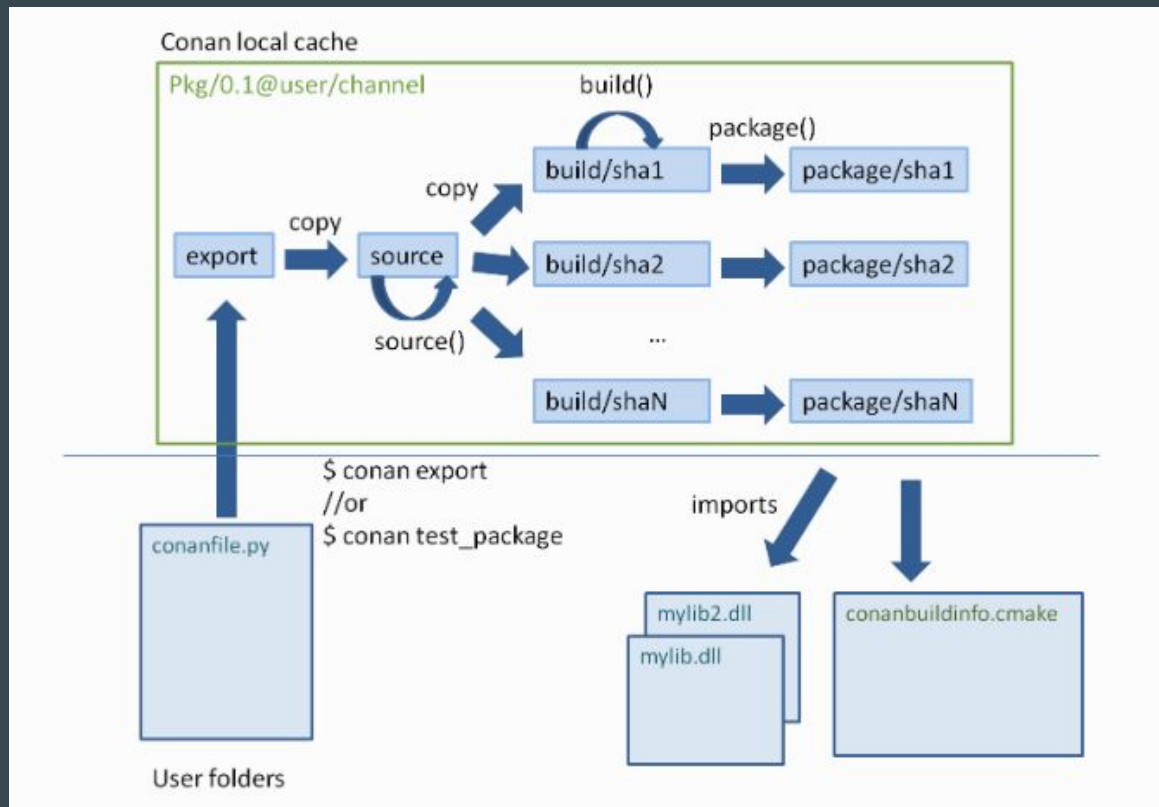 Conan local cache
Pkg/0.1@user/channel
build()
package()
build/sha1
package/sha1
copy
copy
export
source
build/sha2
package/sha2
source()
...
build/shaN
package/shaN
$ conan export
//or
$ conan test_package
imports
conanfile.py
mylib2.dll
conanbuildinfo.cmake
mylib.dll
User folders